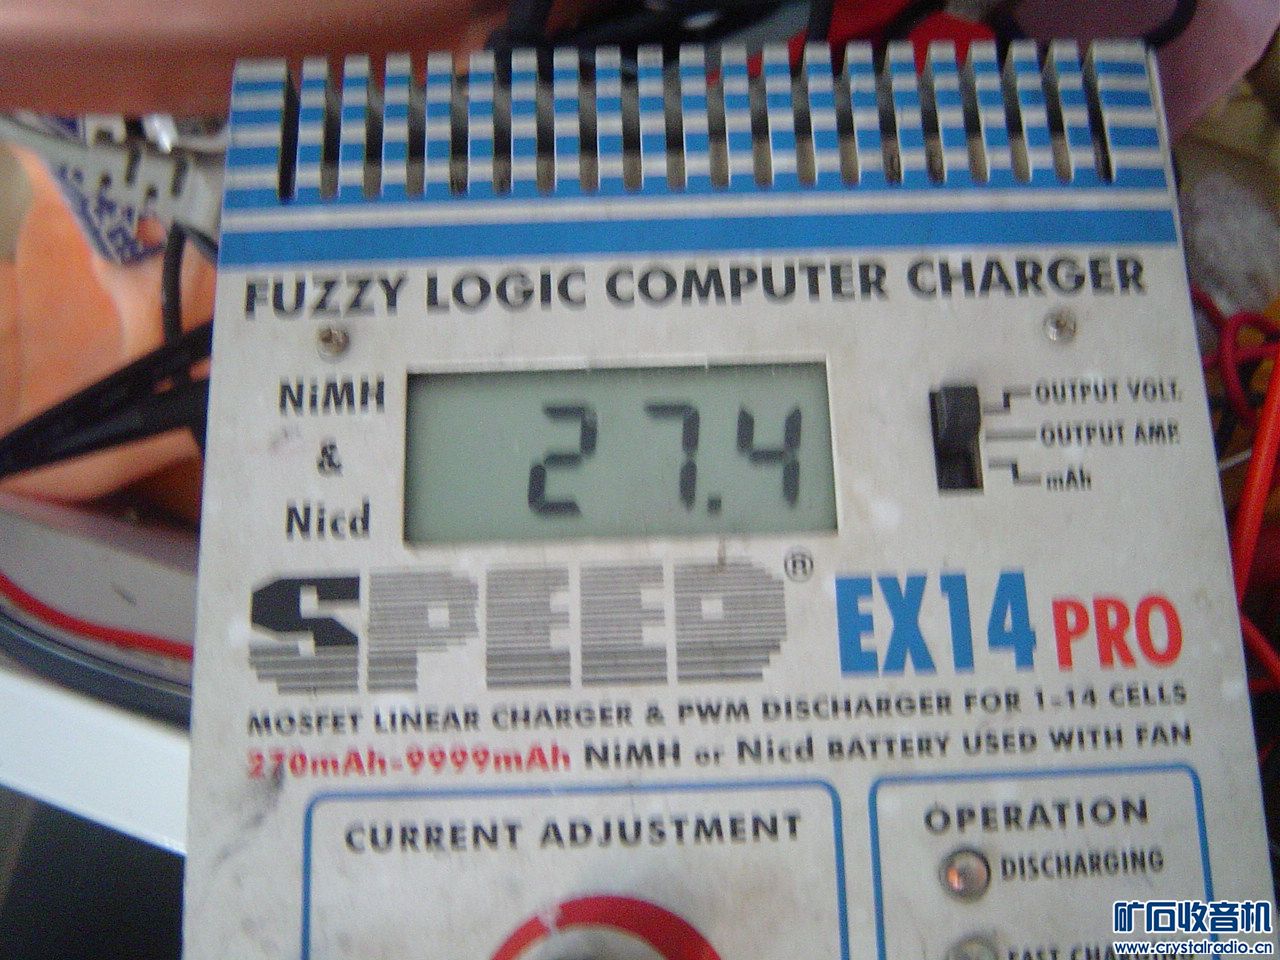 FUZZY LOGIC COMPUTER CHARGER
NiMH
&
Nicd
27.4
OUTPUT VOLT.
OUTPUT AMP.
mAh
SPEED®
EX14 PRO
MOSFET LINEAR CHARGER & PWM DISCHARGER FOR 1-14 CELLS
270mAh-9999mAh NiMH or Nicd BATTERY USED WITH FAN
CURRENT ADJUSTMENT
OPERATION
DISCHARGING
FAST CHARGING
矿石收音机
www.crystalradio.cn